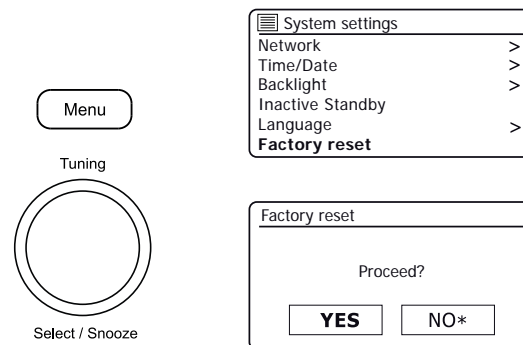 Menu
Tuning
Select / Snooze
System settings
Network >
Time/Date >
Backlight >
Inactive Standby
Language >
Factory reset
Factory reset
Proceed?
YES NO*